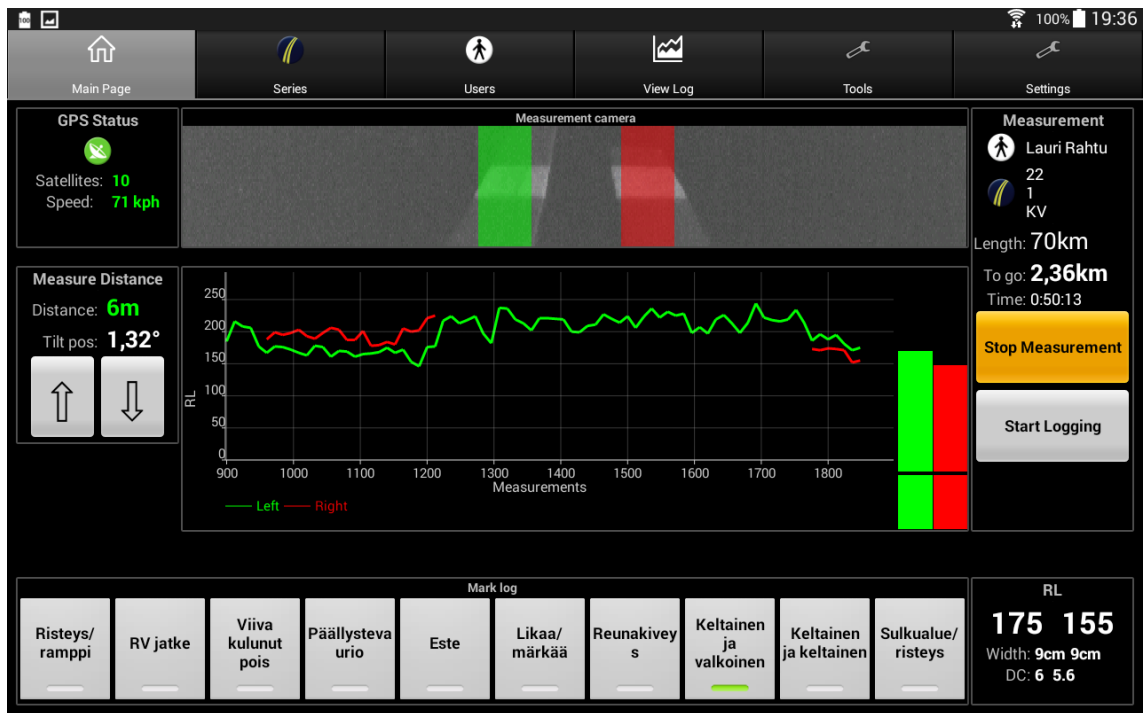 100
100% 19:36
Main Page
Series
Users
View Log
Tools
Settings
GPS Status
Satellites: 10
Speed: 71 kph
Measurement camera
Measurement
Lauri Rahtu
22
1
KV
Length: 70km
To go: 2,36km
Time: 0:50:13
Stop Measurement
Start Logging
Measure Distance
Distance: 6m
Tilt pos: 1,32°
250
200
150
100
50
0
RL
900 1000 1100 1200 1300 1400 1500 1600 1700 1800
Measurements
Left Right
Mark log
Risteys/
ramppi
RV jatke
Viiva
kulunut
pois
Päällysteva
urio
Este
Likaa/
märkää
Reunakivey
s
Keltainen
ja
valkoinen
Keltainen
ja keltainen
Sulkualue/
risteys
RL
175 155
Width: 9cm 9cm
DC: 6 5.6